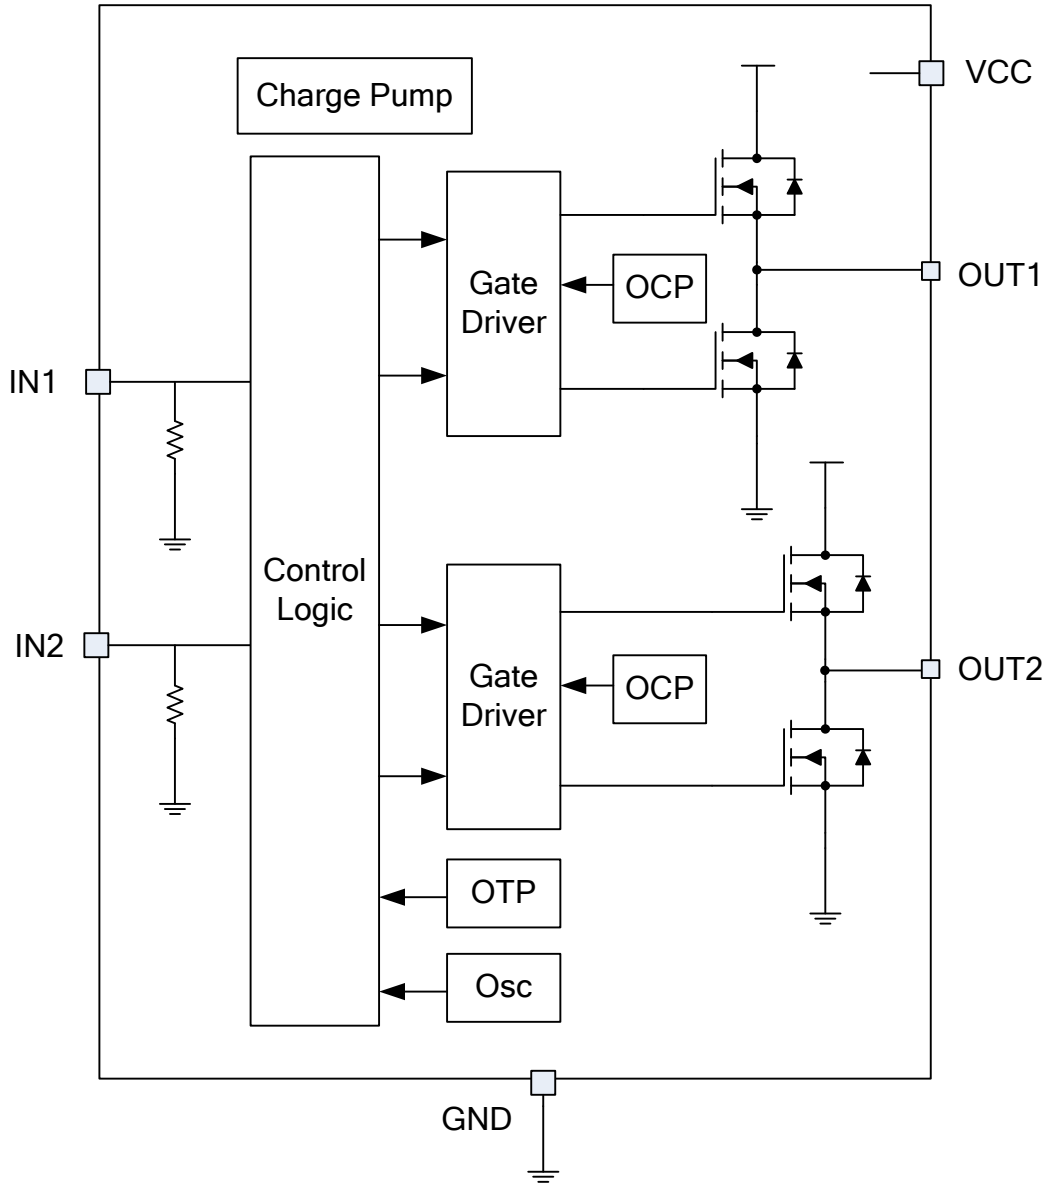 VCC
Charge Pump
Gate
Driver
OCP
OUT1
IN1
Control
Logic
IN2
Gate
Driver
OCP
OUT2
OTP
Osc
GND